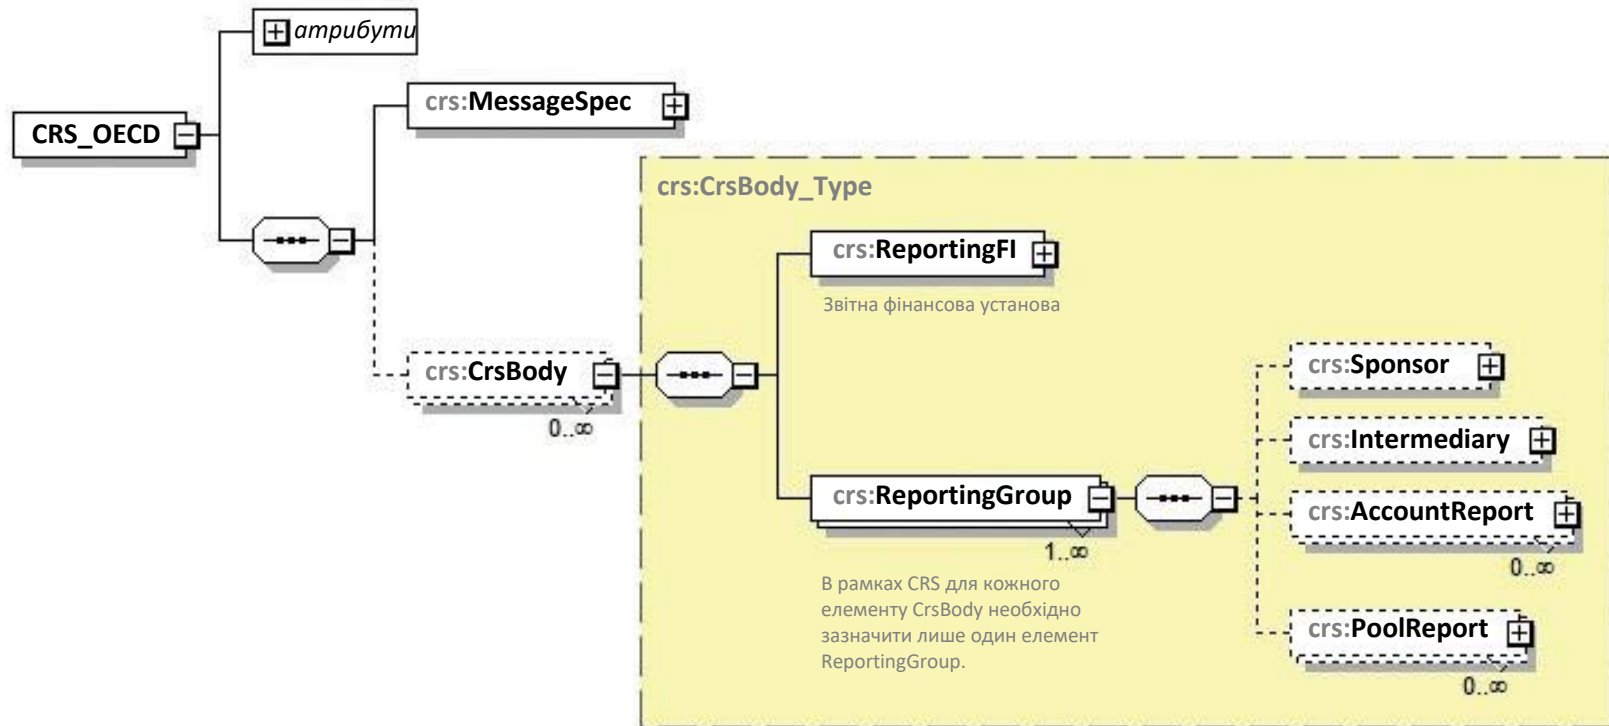 атрибути
crs:MessageSpec
CRS_OECD
crs:CrsBody_Type
crs:ReportingFI
Звітна фінансова установа
crs:CrsBody
0..∞
crs:Sponsor
crs:Intermediary
crs:ReportingGroup
1..∞
crs:AccountReport
0..∞
В рамках CRS для кожного
елементу CrsBody необхідно
зазначити лише один елемент
ReportingGroup.
crs:PoolReport
0..∞